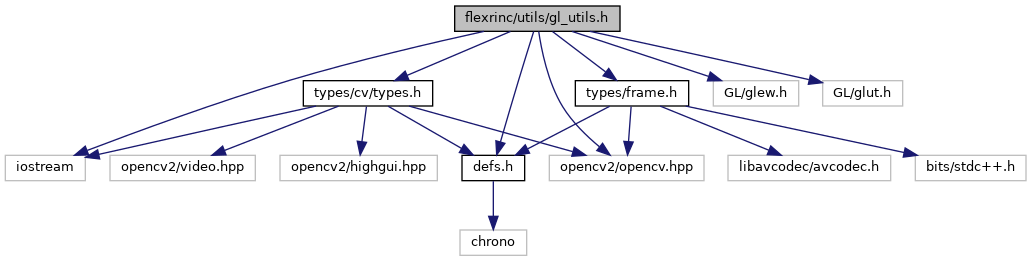 flexrinc/utils/gl_utils.h
types/cv/types.h
types/frame.h
GL/glew.h
GL/glut.h
iostream
opencv2/video.hpp
opencv2/highgui.hpp
defs.h
opencv2/opencv.hpp
libavcodec/avcodec.h
bits/stdc++.h
chrono